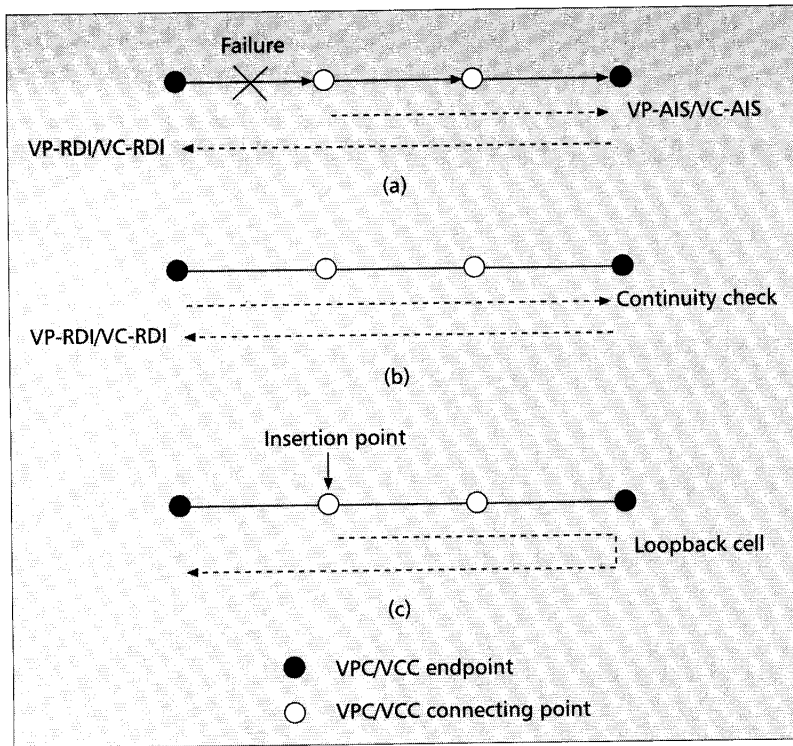 Failure
VP-AIS/VC-AIS
VP-RDI/VC-RDI
(a)
Continuity check
VP-RDI/VC-RDI
(b)
Insertion point
Loopback cell
(c)
VPC/VCC endpoint
VPC/VCC connecting point